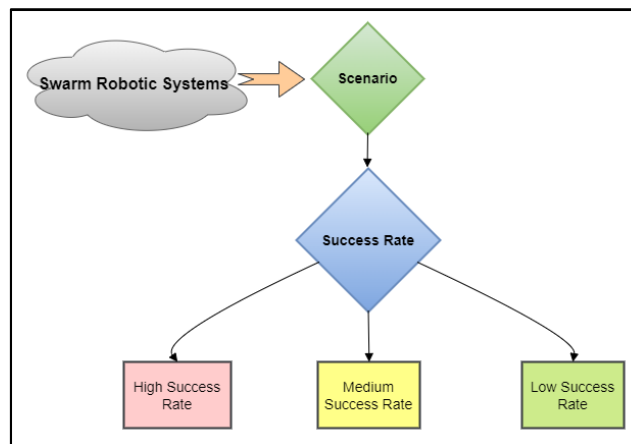 Swarm Robotic Systems
Scenario
Success Rate
High Success
Rate
Medium
Success Rate
Low Success
Rate